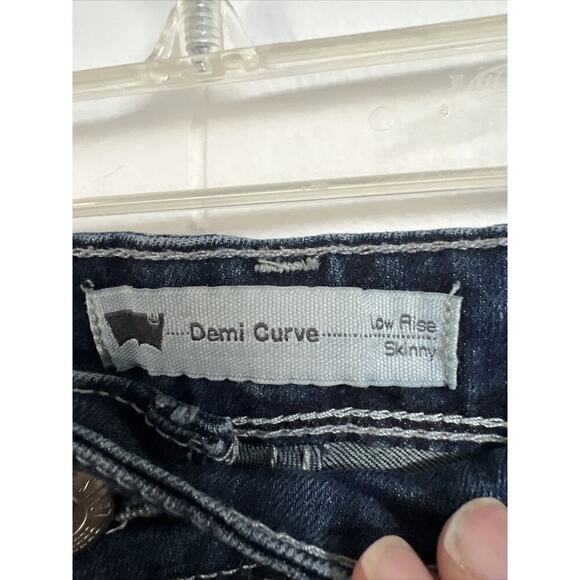 Demi Curve
Low Rise
Skinny